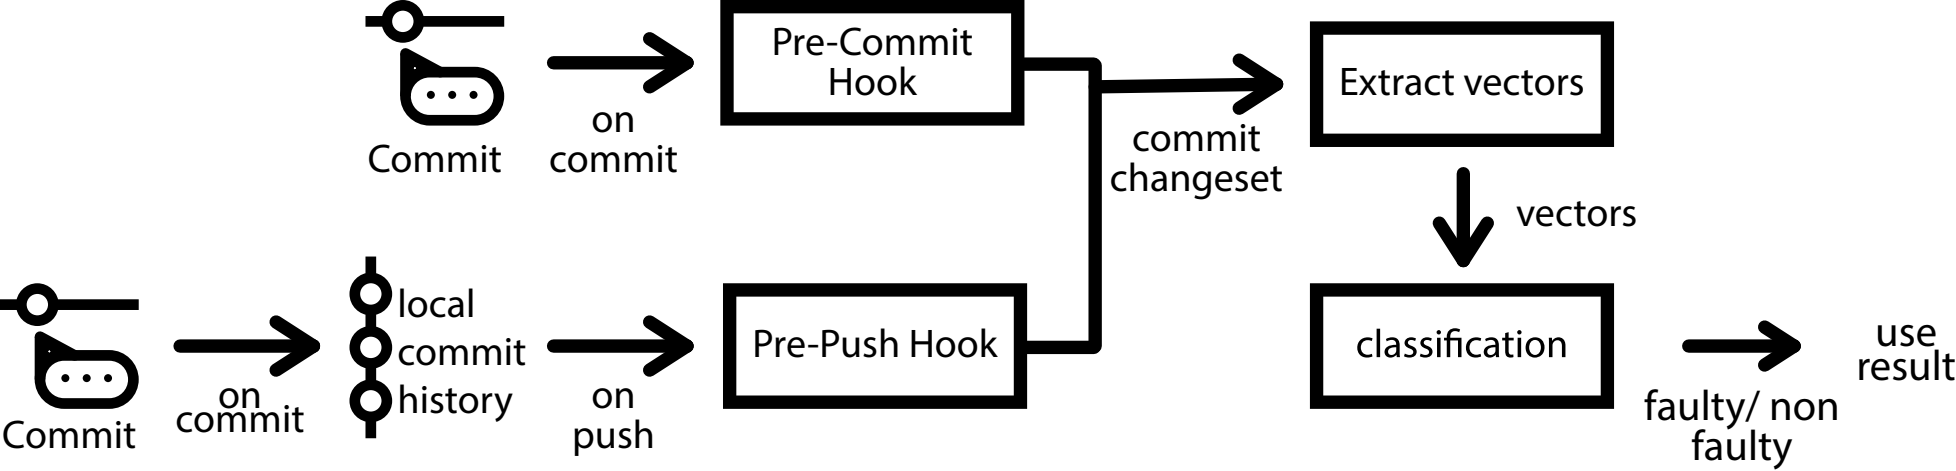 Commit
on
commit
Pre-Commit
Hook
commit
changeset
Extract vectors
vectors
Commit
on
commit
local
commit
history
on
push
Pre-Push Hook
classification
faulty/ non
faulty
use
result